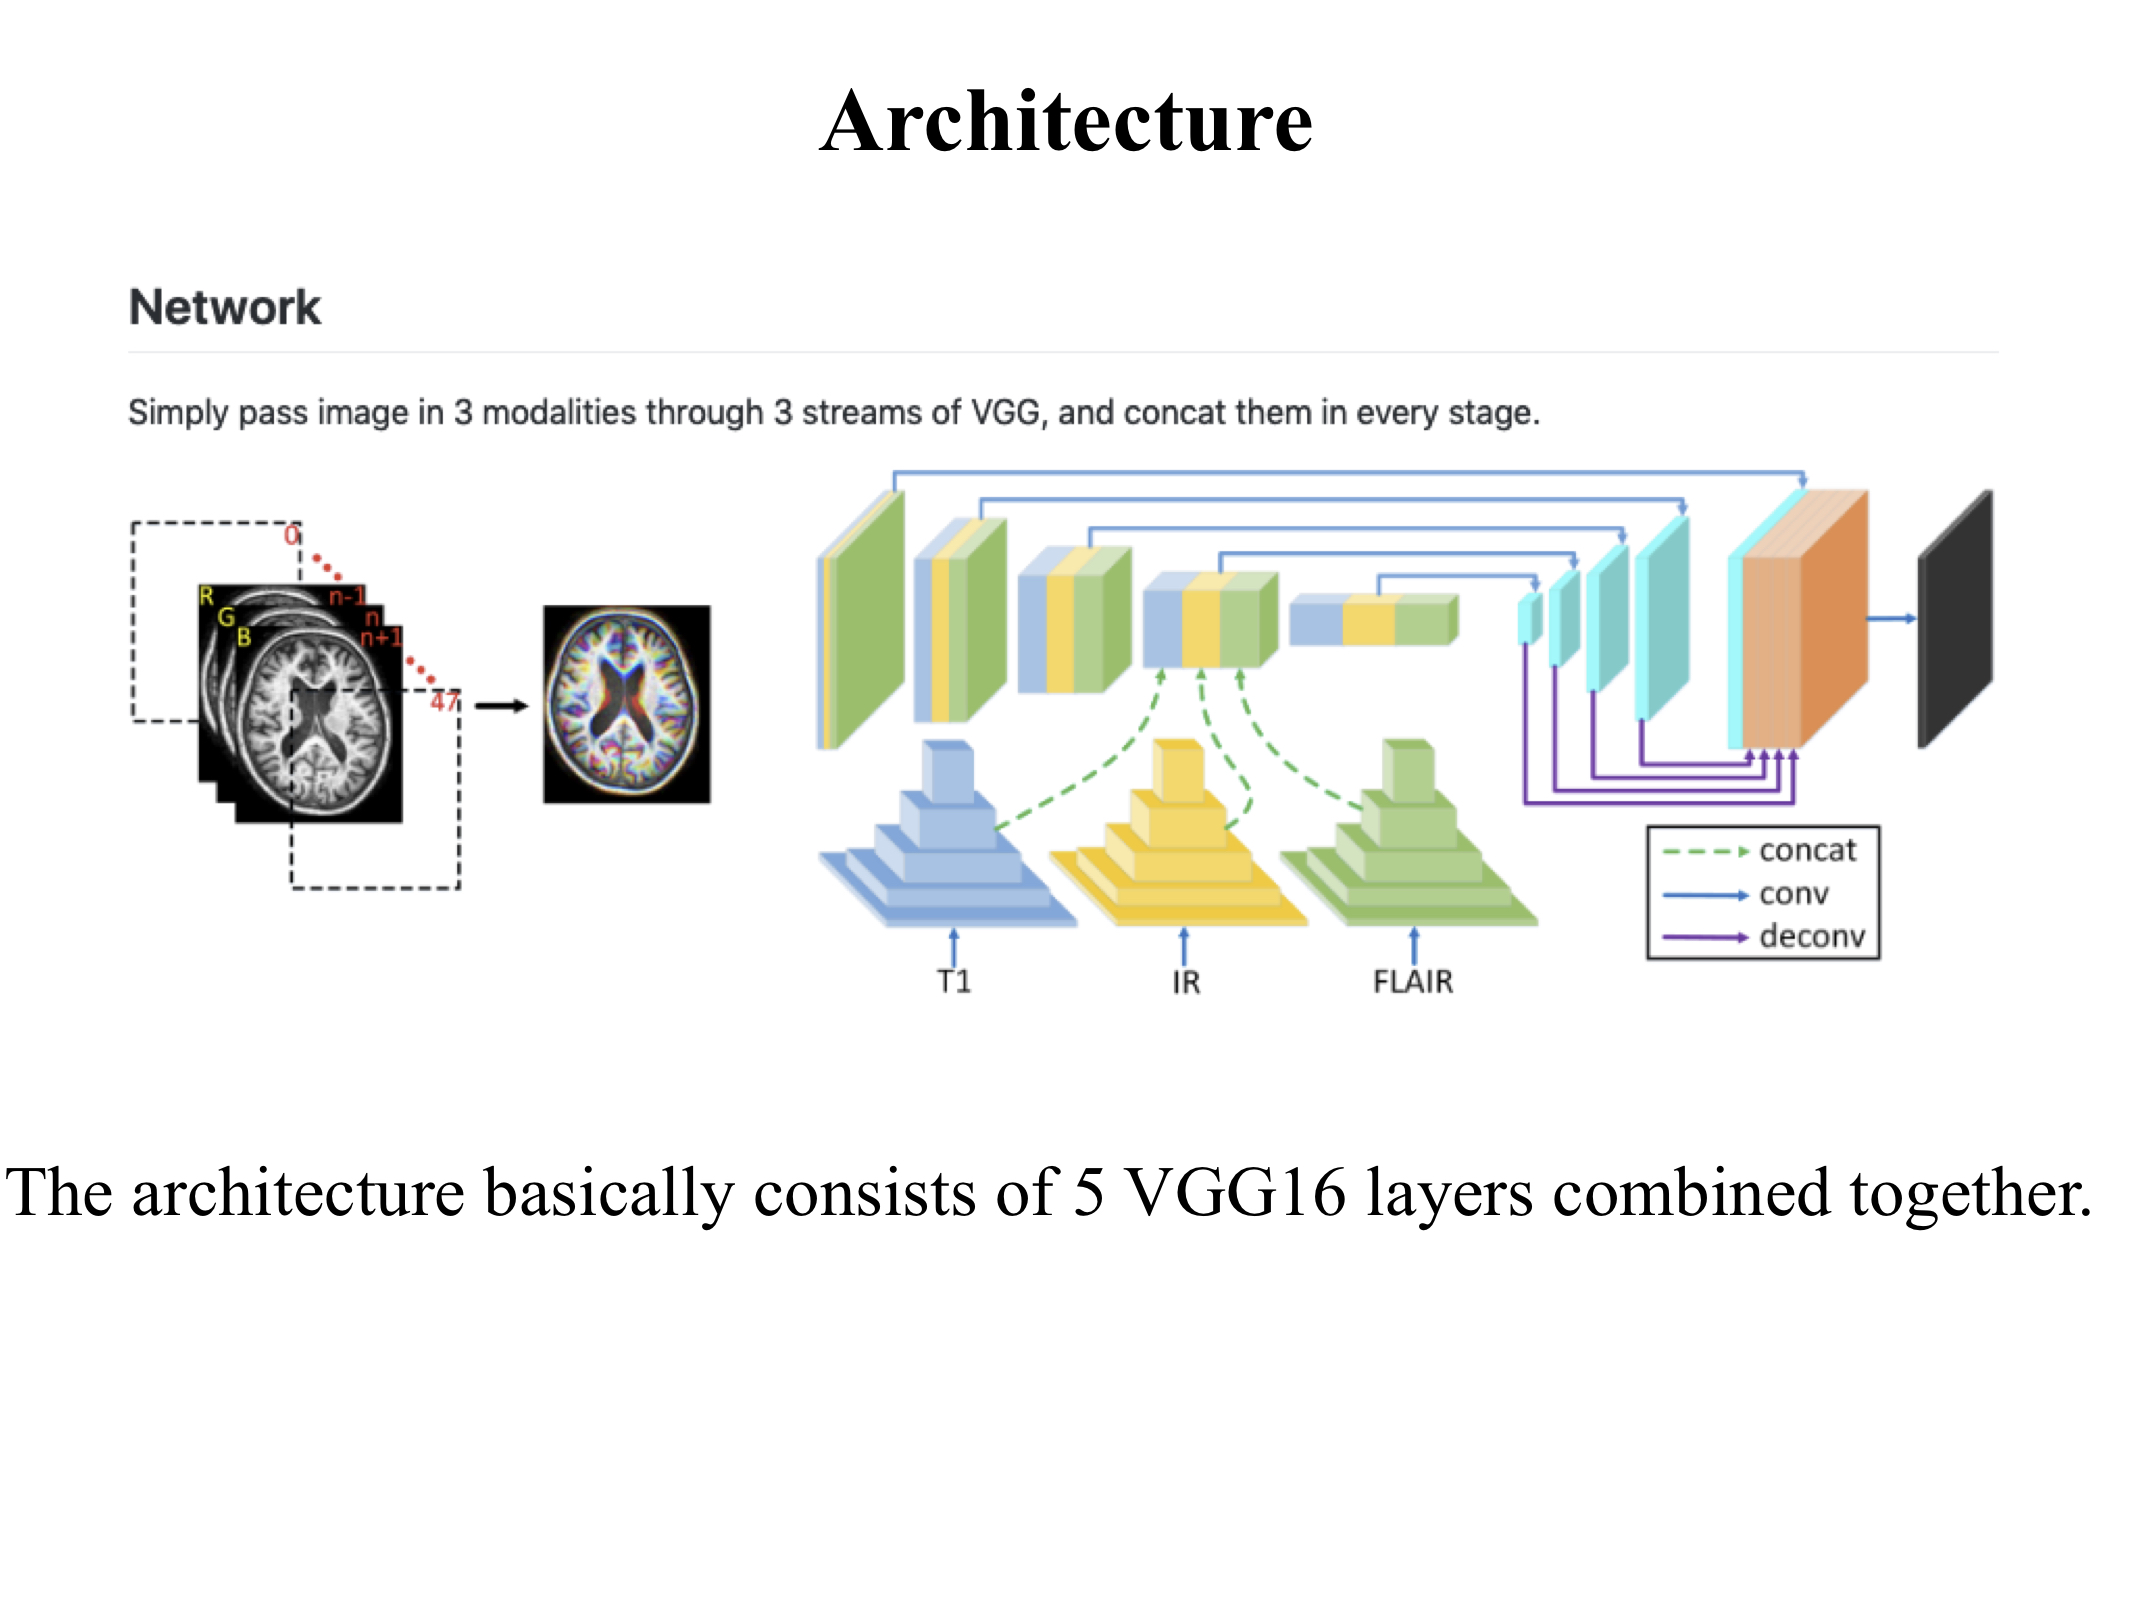 Architecture
Network
Simply pass image in 3 modalities through 3 streams of VGG, and concat them in every stage.
0
R
n-1
G
n
B
n+1
47
T1
IR
FLAIR
concat
conv
deconv
The architecture basically consists of 5 VGG16 layers combined together.